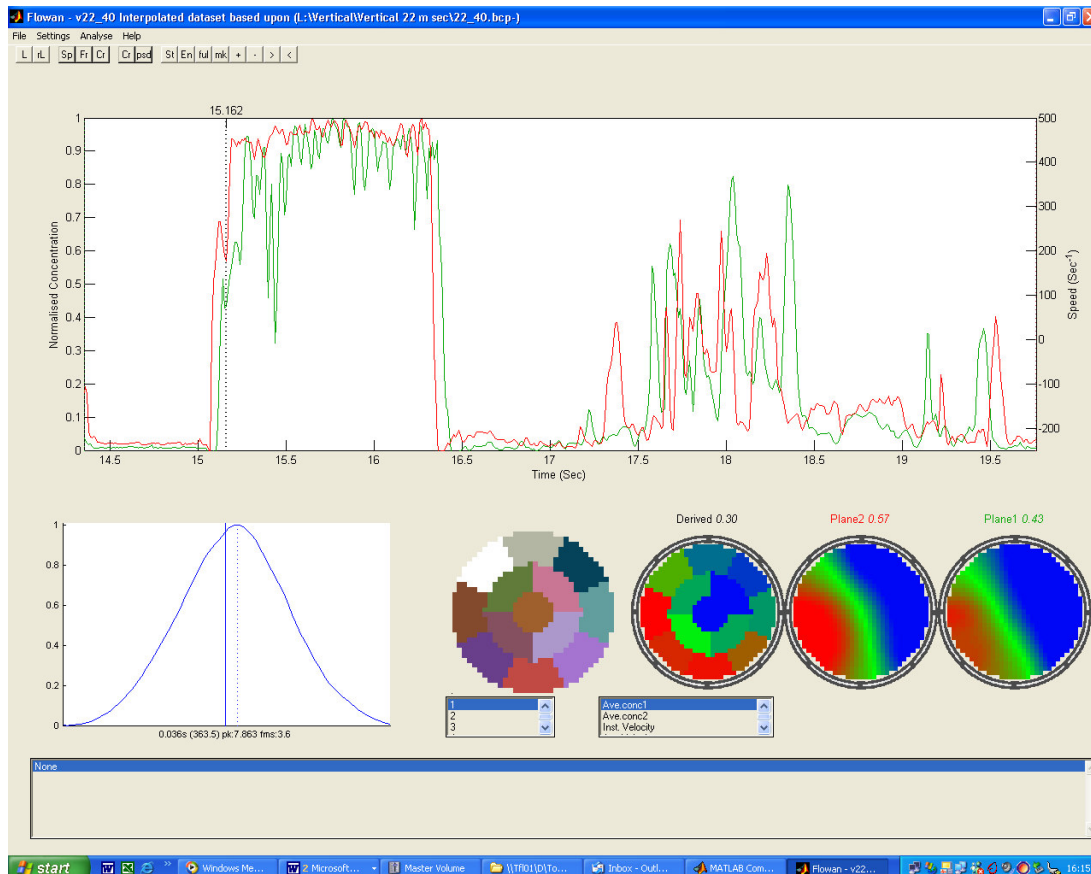 Flowan - v22_40 Interpolated dataset based upon (L:\Vertical\Vertical 22 m sec\22_40.bcp-)
File Settings Analyse Help
L rL Sp Fr Cr Cr psd St En ful mk + - > <
15.162
1 500
0.9 400
0.8
0.7 300
0.6 200
0.5 100
0.4
0.3 0
0.2 -100
0.1 -200
0
Normalised Concentration
Speed (Sec⁻¹)
14.5 15 15.5 16 16.5 17 17.5 18 18.5 19 19.5
Time (Sec)
1
0.8
0.6
0.4
0.2
0
0.036s (363.5) pk:7.863 fms:3.6
Derived 0.30 Plane2 0.57 Plane1 0.43
1
2
3
Ave.conc1
Ave.conc2
Inst. Velocity
None
start Windows Me... 2 Microsoft... Master Volume \\Tfl01\D\To... Inbox - Outl... MATLAB Com... Flowan - v22... 16:15